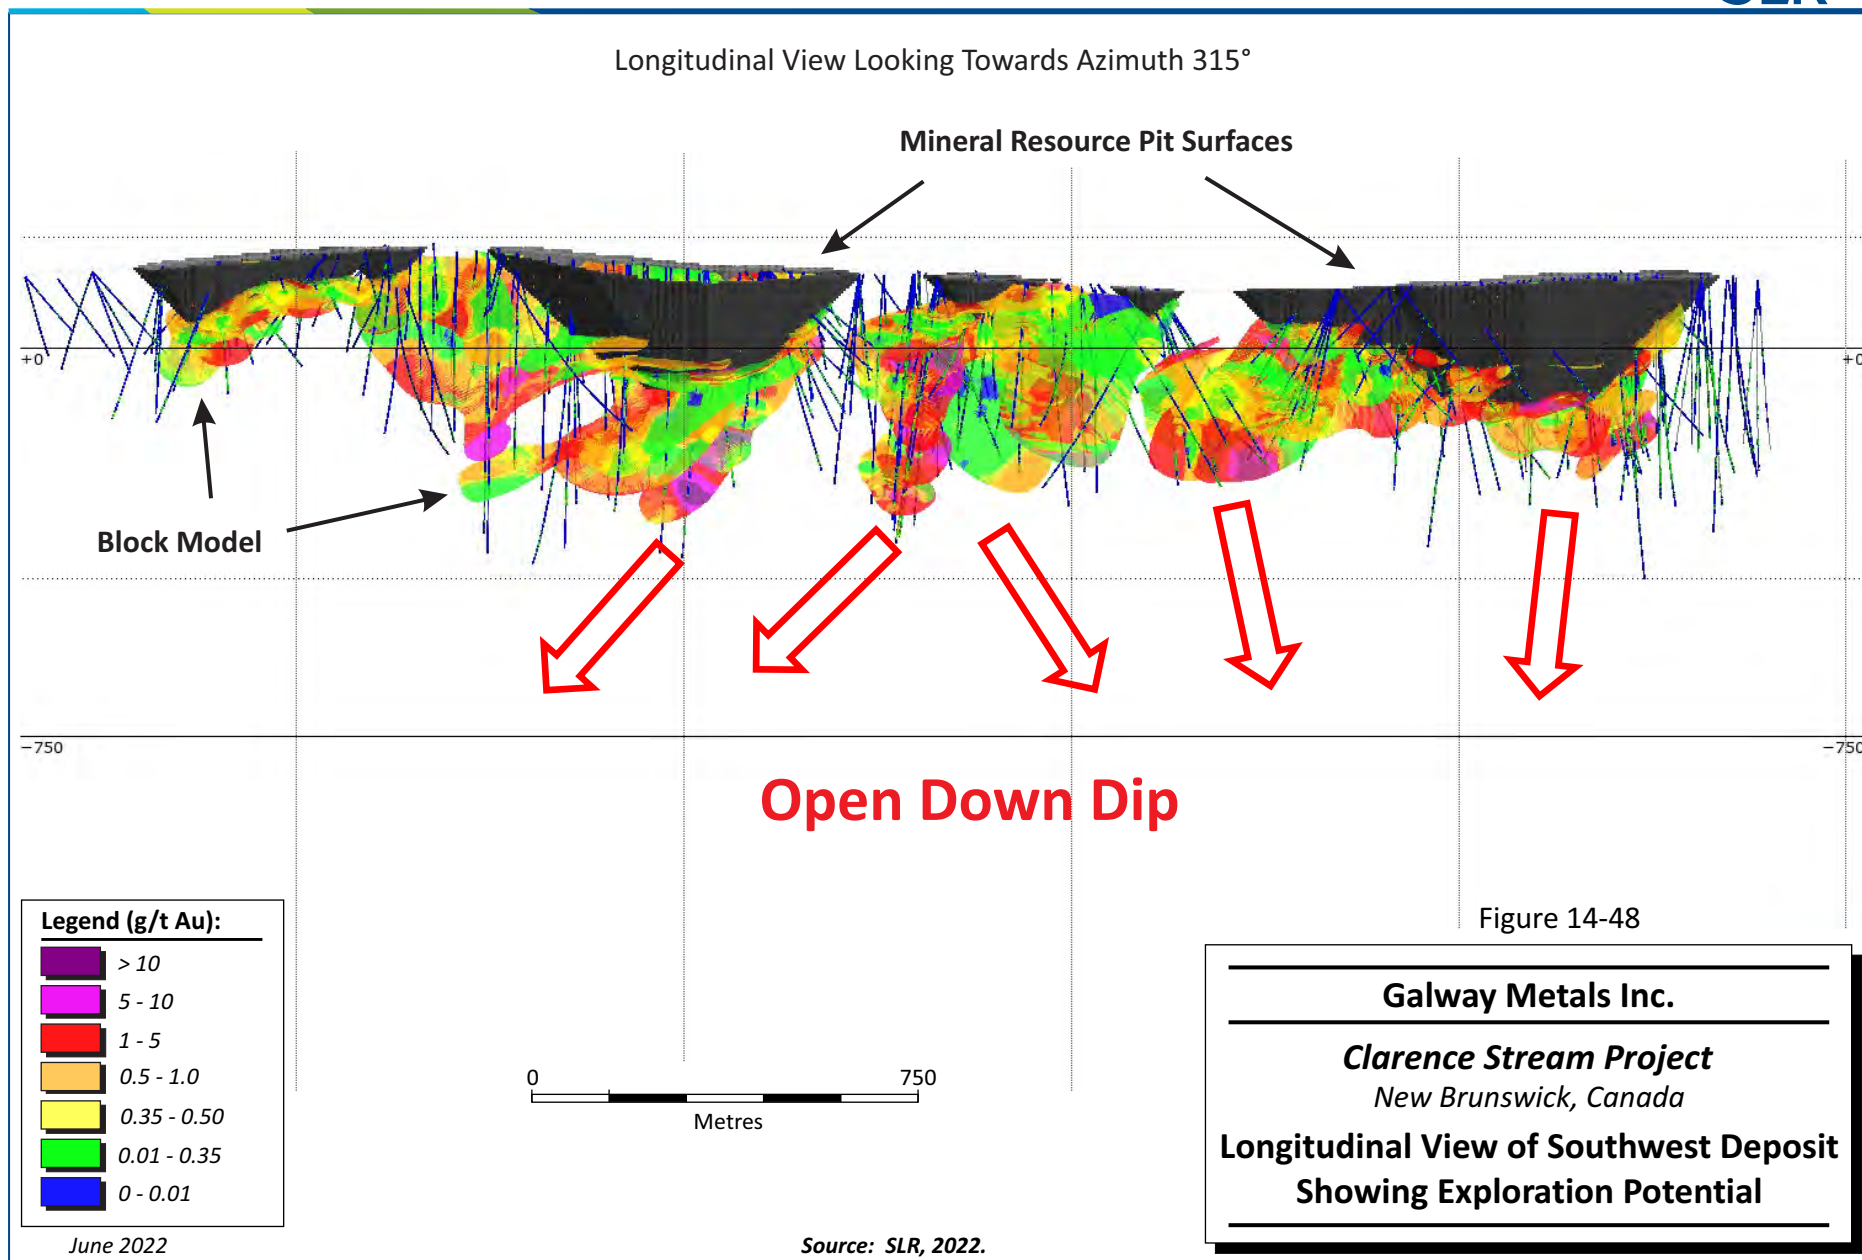 Longitudinal View Looking Towards Azimuth 315°
Mineral Resource Pit Surfaces
+0
+0
Block Model
−750
−750
Open Down Dip
Legend (g/t Au):
> 10
5 - 10
1 - 5
0.5 - 1.0
0.35 - 0.50
0.01 - 0.35
0 - 0.01
0
750
Metres
Figure 14-48
Galway Metals Inc.
Clarence Stream Project
New Brunswick, Canada
Longitudinal View of Southwest Deposit
Showing Exploration Potential
June 2022
Source: SLR, 2022.